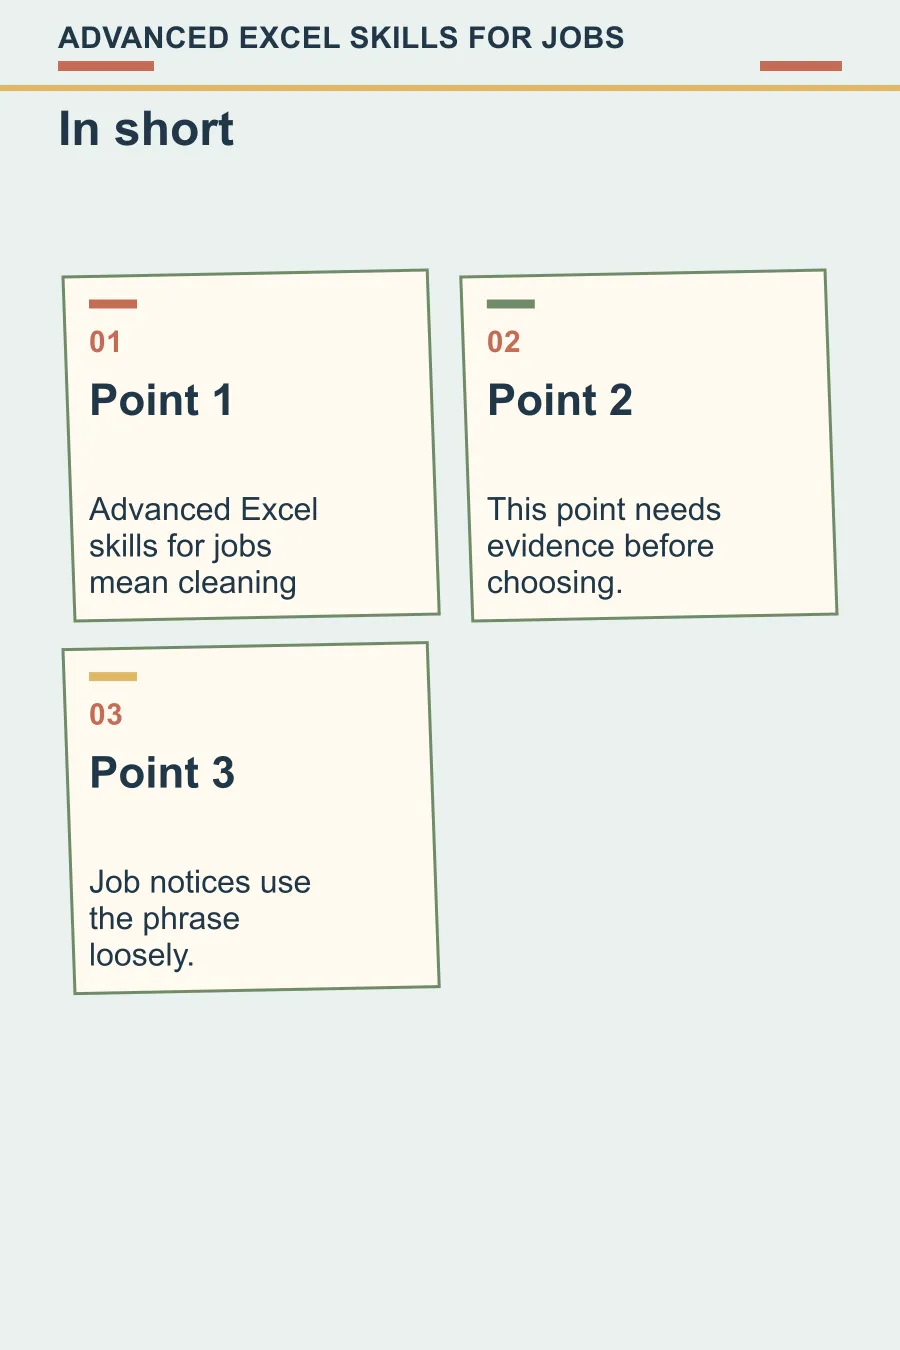 ADVANCED EXCEL SKILLS FOR JOBS
In short
01
Point 1
Advanced Excel
skills for jobs
mean cleaning
02
Point 2
This point needs
evidence before
choosing.
03
Point 3
Job notices use
the phrase
loosely.